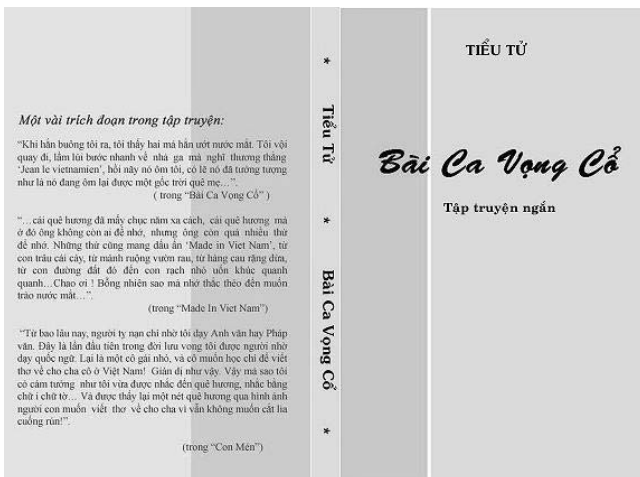 Một vài trích đoạn trong tập truyện:
“Khi hắn buông tôi ra, tôi thấy hai má hắn ướt nước mắt. Tôi vội
quay đi, lầm lũi bước nhanh về nhà ga mà nghĩ thương thằng
‘Jean le vietnamien’, hồi nãy nó ôm tôi, có lẽ nó đã tưởng tượng
như là nó đang ôm lại được một góc trời quê mẹ…”.
( trong “Bài Ca Vọng Cổ” )
“…cái quê hương đã mấy chục năm xa cách, cái quê hương mà
ở đó ông không còn ai để nhớ, nhưng ông còn quá nhiều thứ
để nhớ. Những thứ cũng mang dấu ấn ‘Made in Viet Nam’, từ
con trâu cái cày, từ mảnh ruộng vườn rau, từ hàng cau rặng dừa,
từ con đường đất đỏ đến con rạch nhỏ uốn khúc quanh
quanh…Chao ơi ! Bỗng nhiên sao mà nhớ thắc thẻo đến muốn
trào nước mắt…”.
(trong “Made In Viet Nam”)
“Từ bao lâu nay, người ta nạn chỉ nhờ tôi dạy Anh văn hay Pháp
văn. Đây là lần đầu tiên trong đời lưu vong tôi được người nhờ
dạy quốc ngữ. Lại là một cô gái nhỏ, và cô muốn học chỉ để viết
thơ về cho cha cô ở Việt Nam! Giản dị như vậy. Vậy mà sao tôi
có cảm tưởng như tôi vừa được nhắc đến quê hương, nhắc bằng
chữ i chữ tờ… Và được thấy lại một nét quê hương qua hình ảnh
người con muốn viết thơ về cho cha vì vẫn không muốn cắt lìa
cuống rún!”.
(trong “Con Mén”)
* Tiểu Tử * Bài Ca Vọng Cổ *
TIỂU TỬ
Bài Ca Vọng Cổ
Tập truyện ngắn